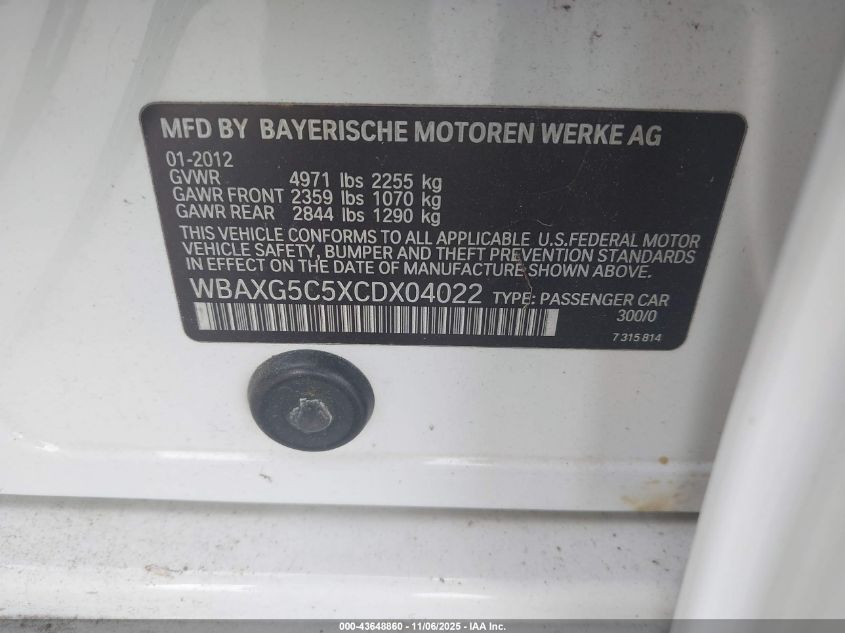 MFD BY BAYERISCHE MOTOREN WERKE AG
01-2012
GVWR 4971 lbs 2255 kg
GAWR FRONT 2359 lbs 1070 kg
GAWR REAR 2844 lbs 1290 kg
THIS VEHICLE CONFORMS TO ALL APPLICABLE U.S.FEDERAL MOTOR
VEHICLE SAFETY, BUMPER AND THEFT PREVENTION STANDARDS
IN EFFECT ON THE DATE OF MANUFACTURE SHOWN ABOVE.
WBAXG5C5XCDX04022 TYPE: PASSENGER CAR
300/0
7 315 814
000-43648860 - 11/06/2025 - IAA Inc.